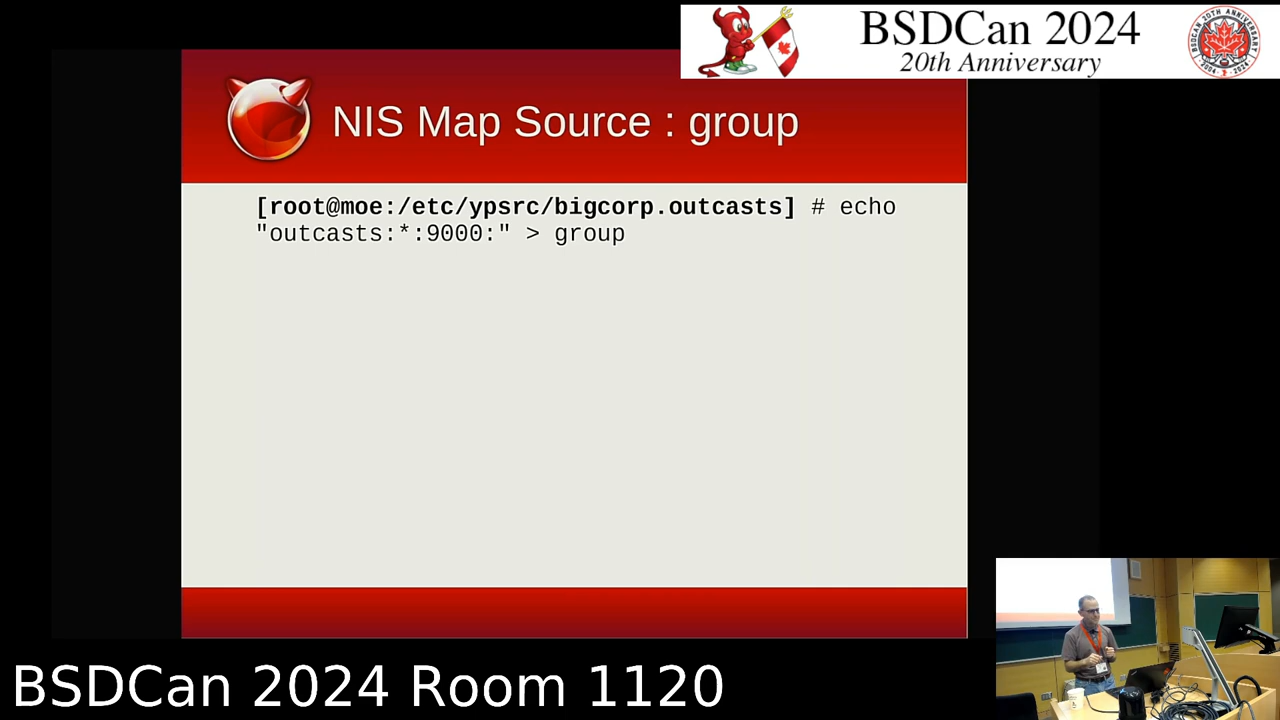 BSDCan 2024
20th Anniversary
NIS Map Source : group
[root@moe:/etc/ypsrc/bigcorp.outcasts] # echo
"outcasts:*:9000:" > group
BSDCan 2024 Room 1120